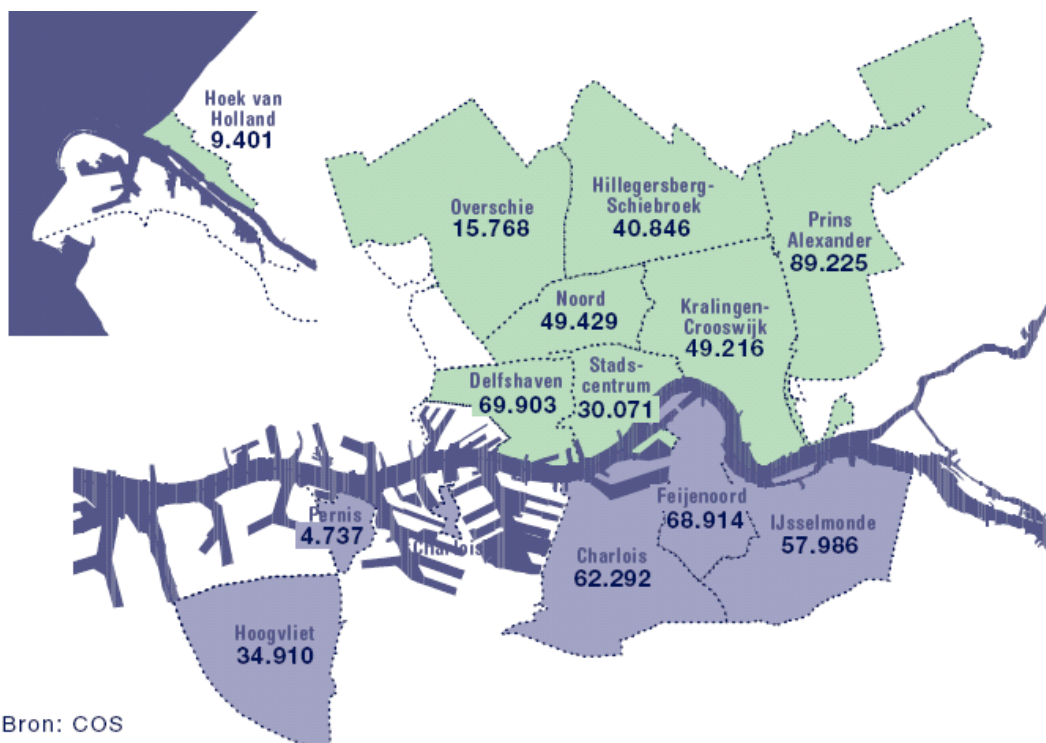 Hoek van
Holland
9.401
Overschie
15.768
Hillegersberg-
Schiebroek
40.846
Prins
Alexander
89.225
Noord
49.429
Kralingen-
Crooswijk
49.216
Delfshaven
69.903
Stads-
centrum
30.071
Pernis
4.737
Charlois
Feijenoord
68.914
IJsselmonde
57.986
Charlois
62.292
Hoogvliet
34.910
Bron: COS